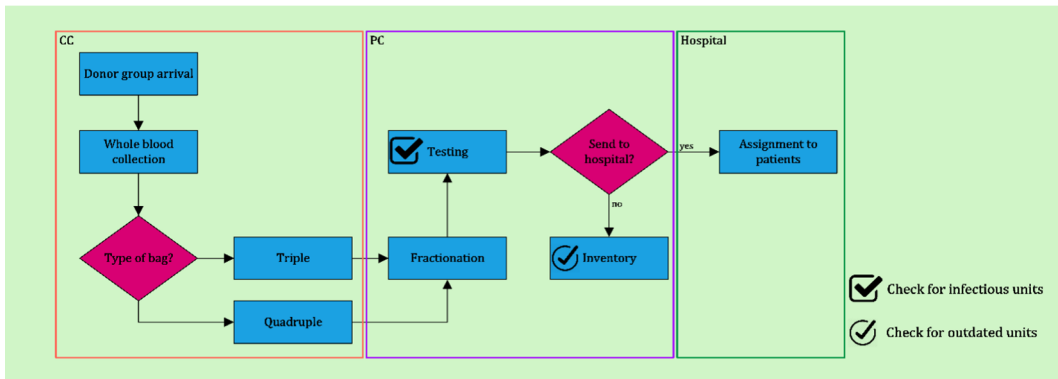 CC
Donor group arrival
Whole blood
collection
Type of bag?
Triple
Quadruple
PC
Testing
Fractionation
Send to
hospital?
yes
no
Inventory
Hospital
Assignment to
patients
Check for infectious units
Check for outdated units